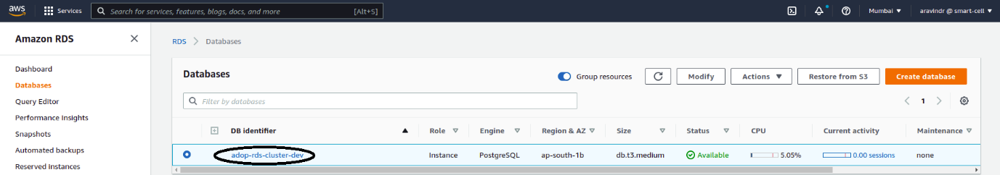 aws Services Search for services, features, blogs, docs, and more [Alt+S] Mumbai aravindr @ smart-cell
Amazon RDS
Dashboard
Databases
Query Editor
Performance Insights
Snapshots
Automated backups
Reserved instances
RDS > Databases
Databases Group resources Modify Actions Restore from S3 Create database
Filter by databases 1
DB identifier Role Engine Region & AZ Size Status CPU Current activity Maintenance
adop-rds-cluster-dev Instance PostgreSQL ap-south-1b db.t3.medium Available 5.05% 0.00 sessions none